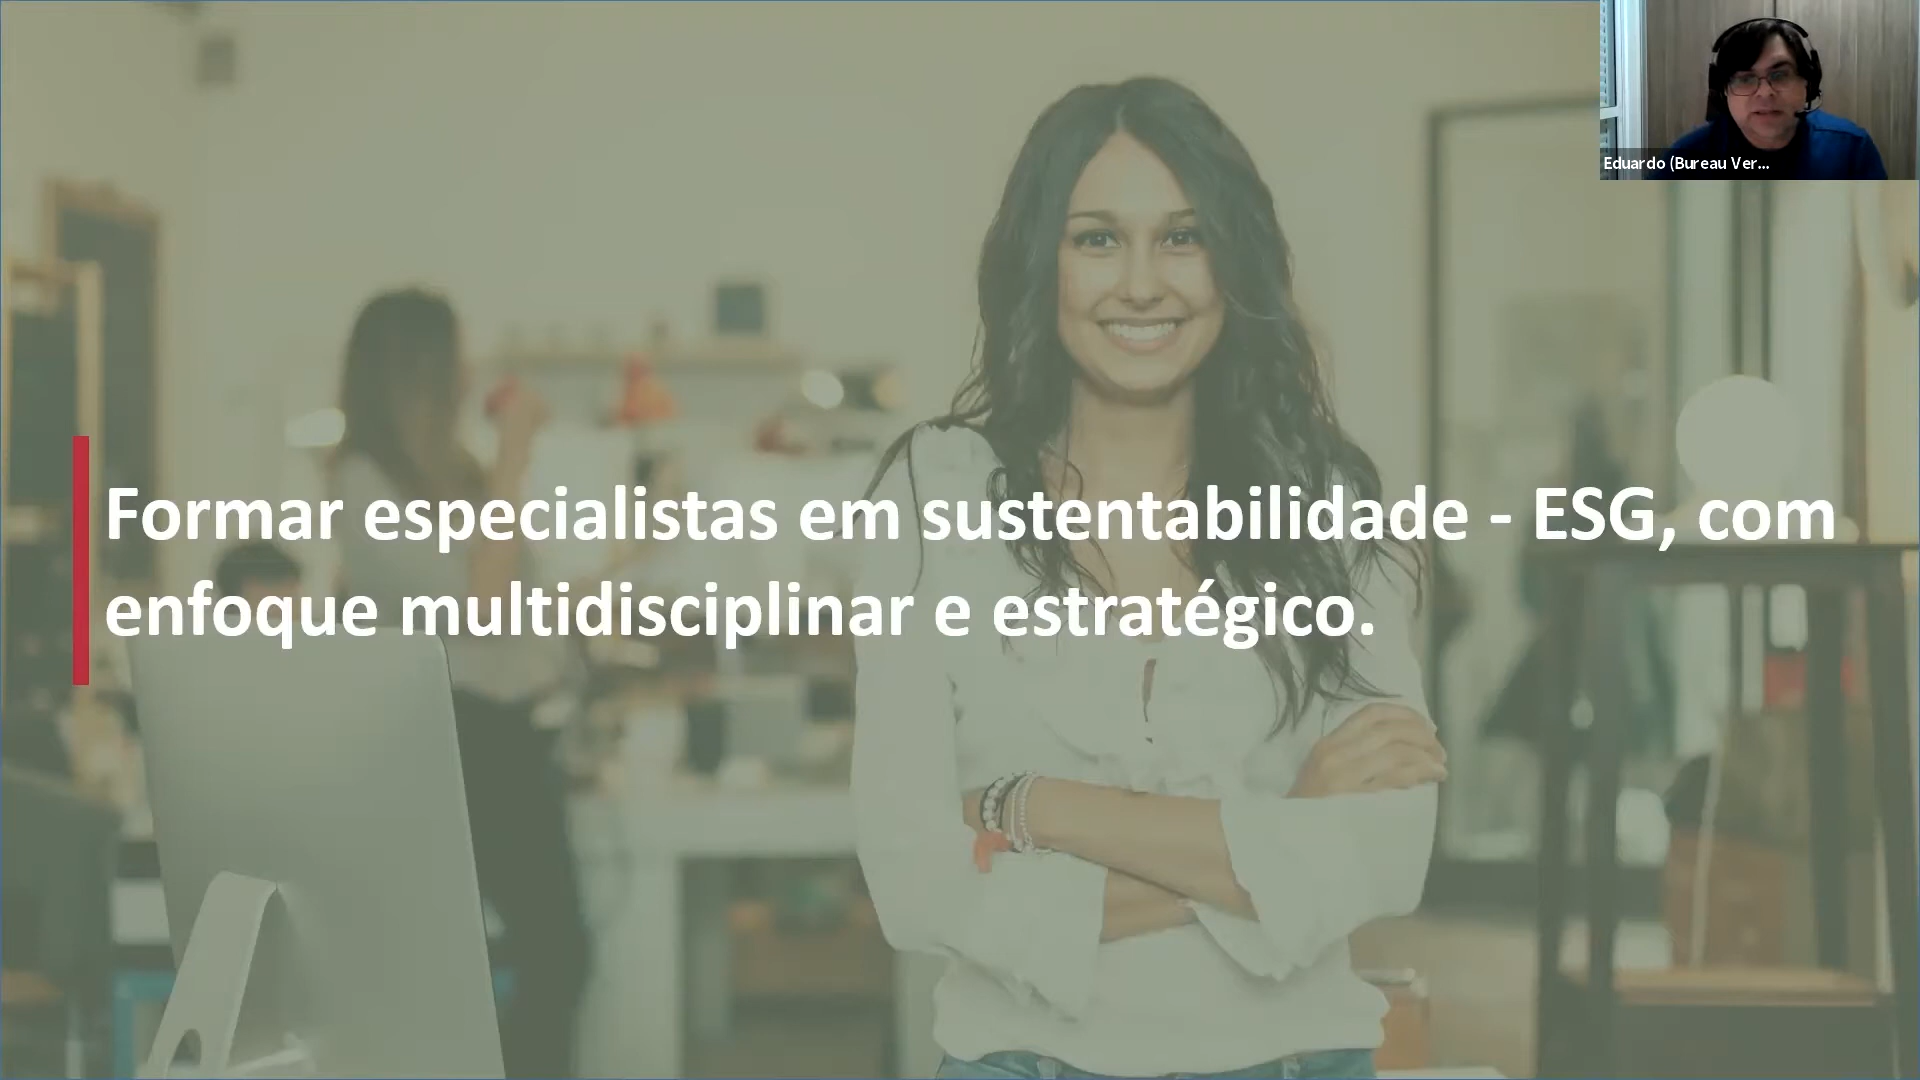 Eduardo (Bureau Ver...
Formar especialistas em sustentabilidade - ESG, com
enfoque multidisciplinar e estratégico.